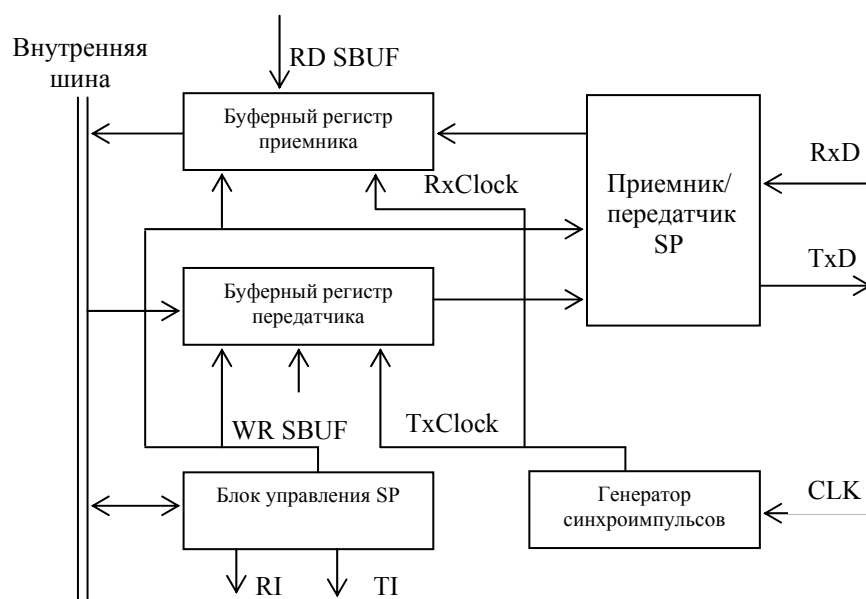 Внутренняя
шина
RD SBUF
Буферный регистр
приемника
RxClock
Приемник/
передатчик
SP
RxD
TxD
Буферный регистр
передатчика
WR SBUF
TxClock
Блок управления SP
Генератор
синхроимпульсов
CLK
RI
TI